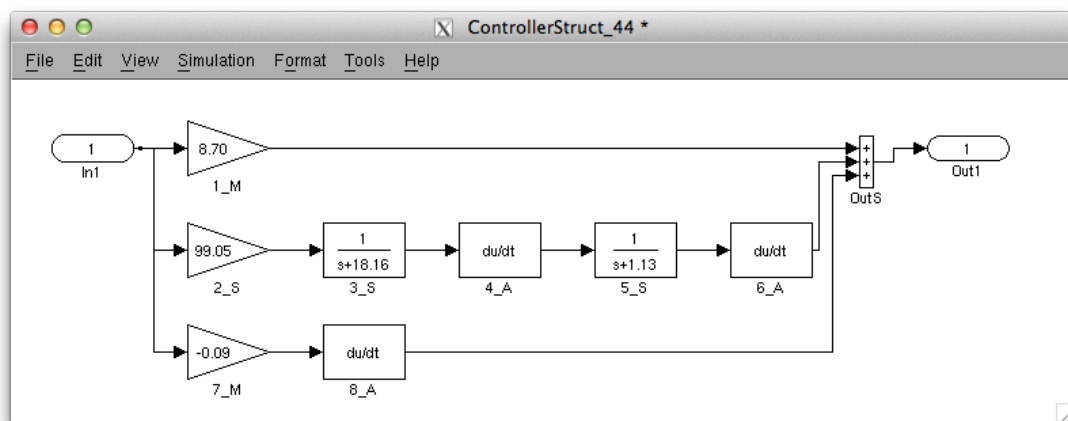 X ControllerStruct_44 *
File Edit View Simulation Format Tools Help
1
In1
8.70
1_M
+
+
+
OutS
1
Out1
99.05
2_S
1
s+18.16
3_S
du/dt
4_A
1
s+1.13
5_S
du/dt
6_A
-0.09
7_M
du/dt
8_A